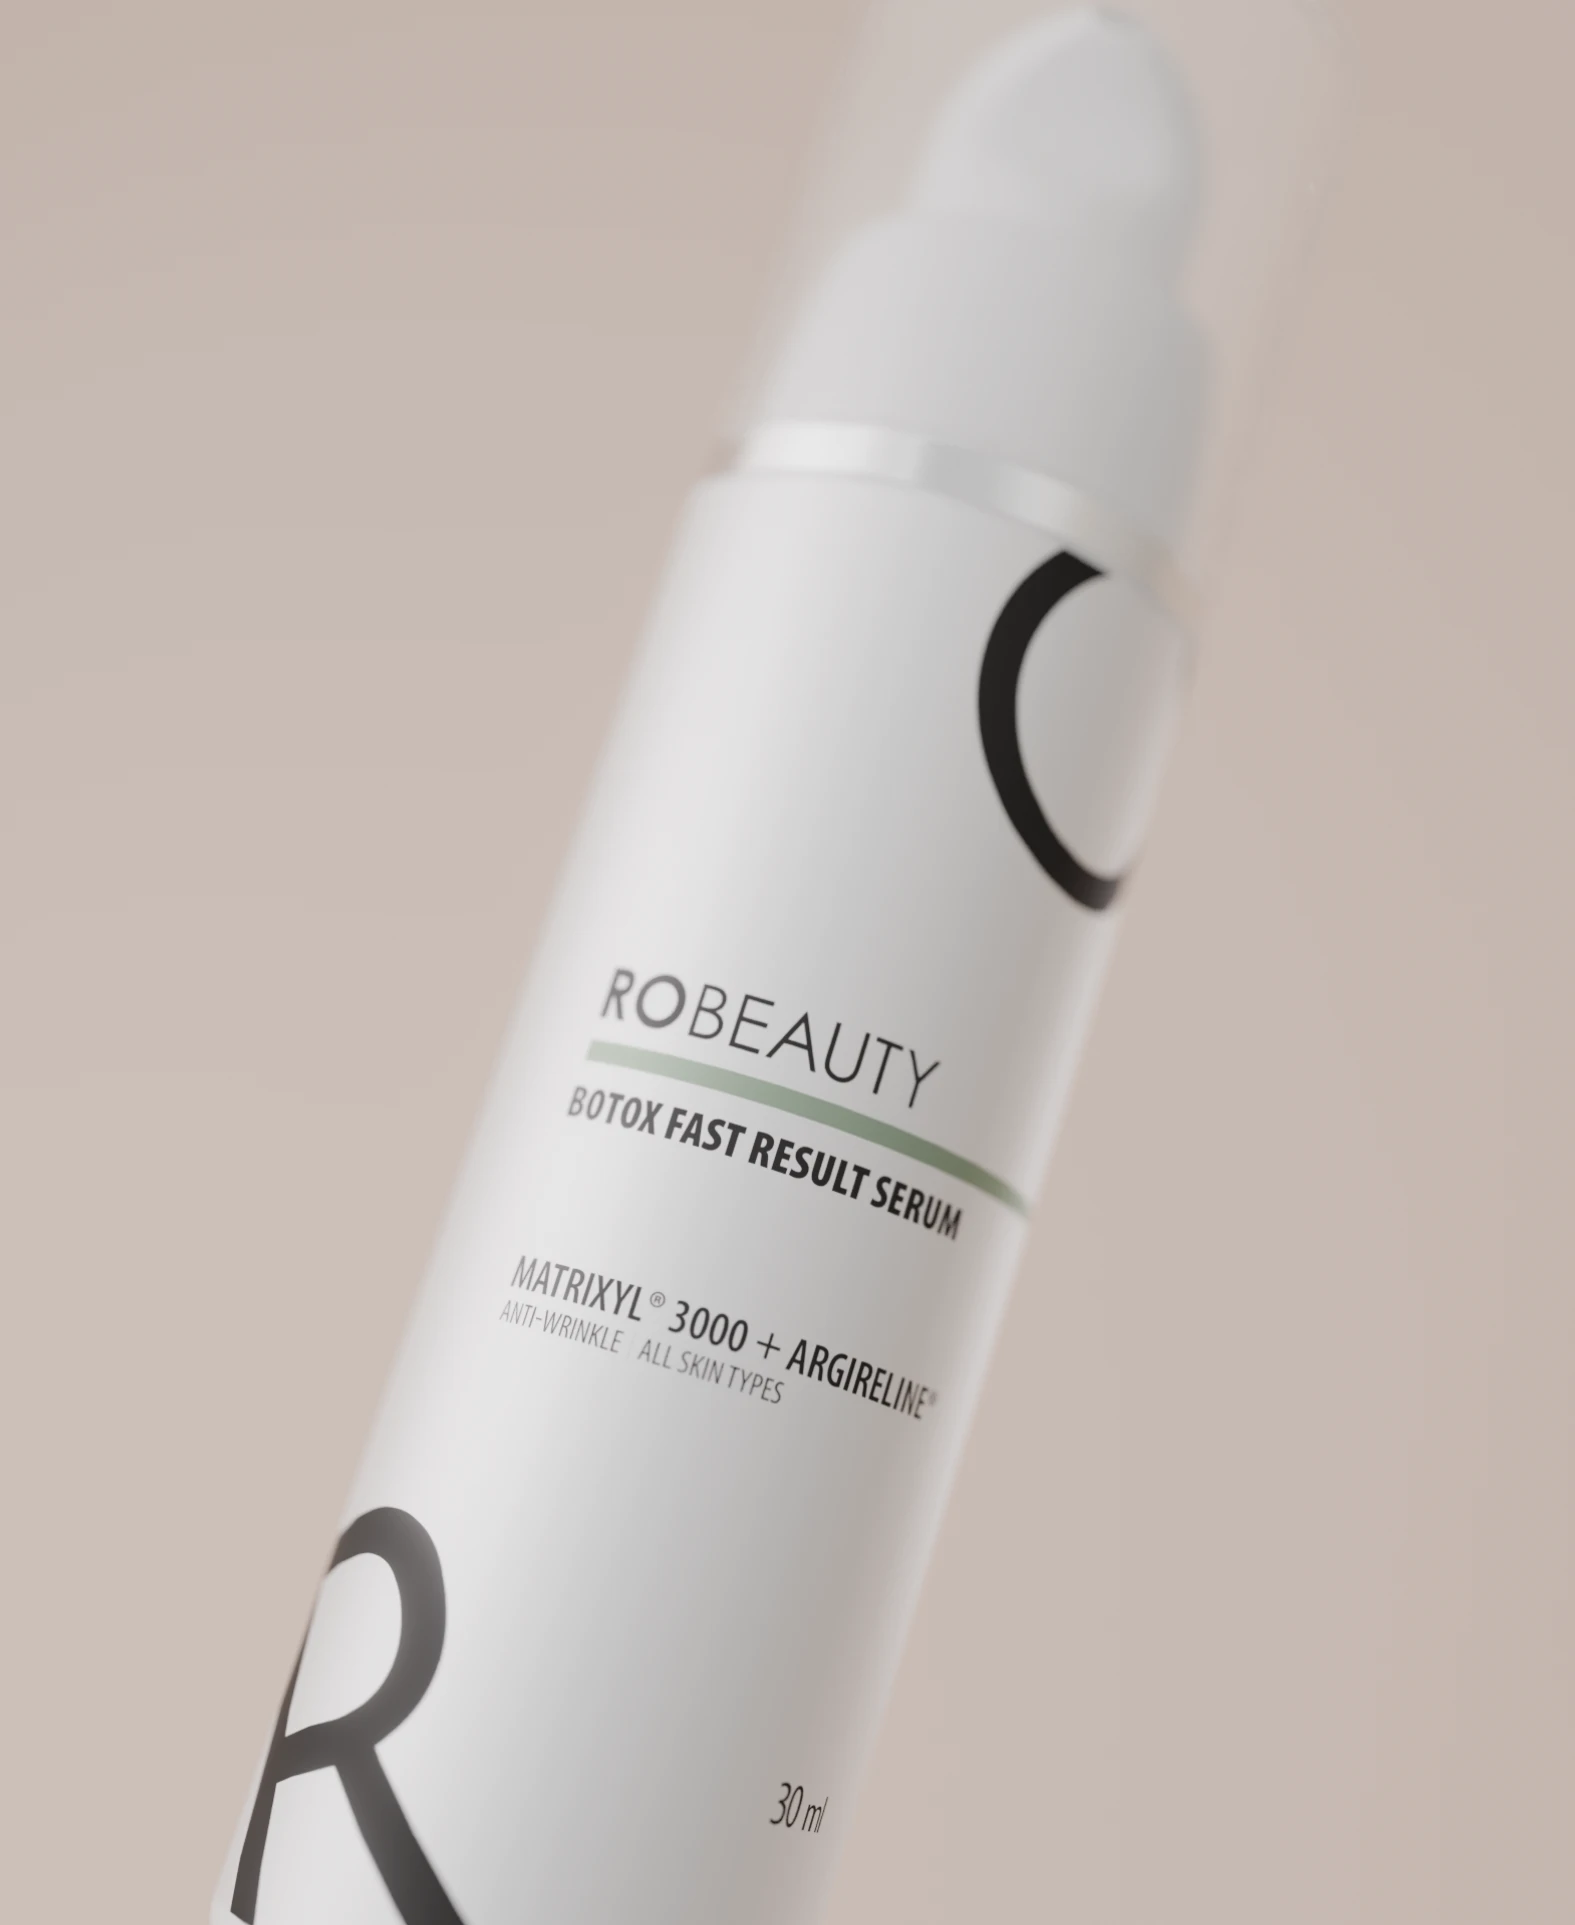 O
ROBEAUTY
BOTOX FAST RESULT SERUM
MATRIXYL® 3000 + ARGIRELINE®
ANTI-WRINKLE ALL SKIN TYPES
R
30 ml